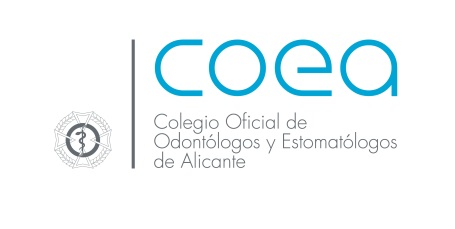 coea
Colegio Oficial de
Odontólogos y Estomatólogos
de Alicante